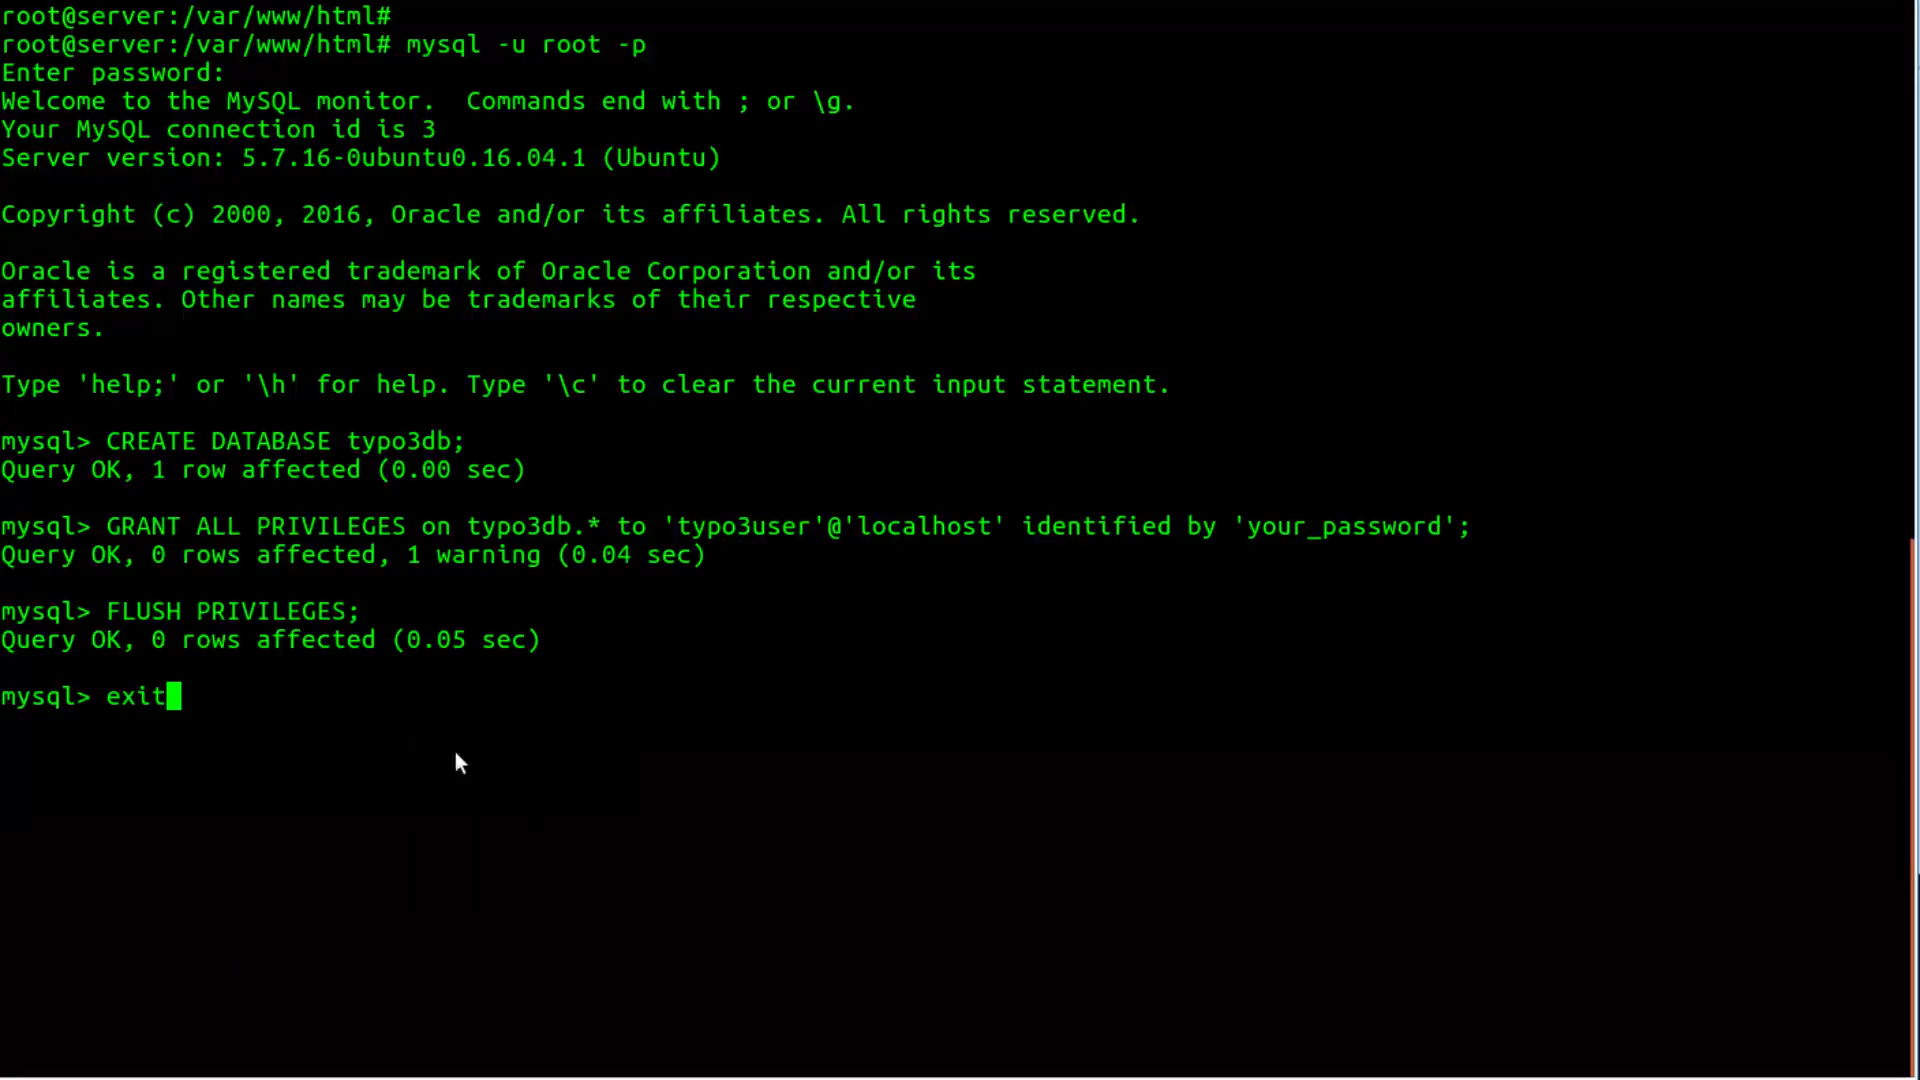 root@server:/var/www/html#
root@server:/var/www/html# mysql -u root -p
Enter password:
Welcome to the MySQL monitor.  Commands end with ; or \g.
Your MySQL connection id is 3
Server version: 5.7.16-0ubuntu0.16.04.1 (Ubuntu)
Copyright (c) 2000, 2016, Oracle and/or its affiliates. All rights reserved.
Oracle is a registered trademark of Oracle Corporation and/or its
affiliates. Other names may be trademarks of their respective
owners.
Type 'help;' or '\h' for help. Type '\c' to clear the current input statement.
mysql> CREATE DATABASE typo3db;
Query OK, 1 row affected (0.00 sec)
mysql> GRANT ALL PRIVILEGES on typo3db.* to 'typo3user'@'localhost' identified by 'your_password';
Query OK, 0 rows affected, 1 warning (0.04 sec)
mysql> FLUSH PRIVILEGES;
Query OK, 0 rows affected (0.05 sec)
mysql> exit